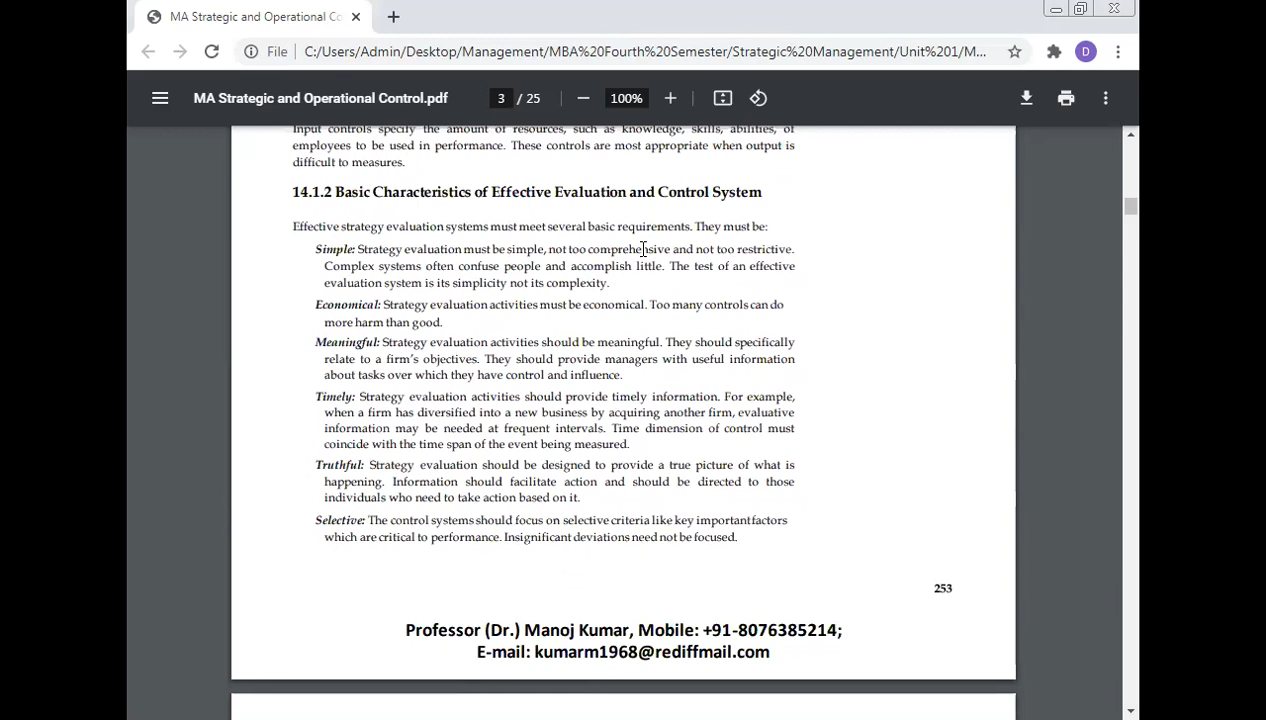 MA Strategic and Operational Co
File C:/Users/Admin/Desktop/Management/MBA%20Fourth%20Semester/Strategic%20Management/Unit%201/M...
D
MA Strategic and Operational Control.pdf 3 / 25 100%
Input controls specify the amount of resources, such as knowledge, skills, abilities, of
employees to be used in performance. These controls are most appropriate when output is
difficult to measures.
14.1.2 Basic Characteristics of Effective Evaluation and Control System
Effective strategy evaluation systems must meet several basic requirements. They must be:
Simple: Strategy evaluation must be simple, not too comprehensive and not too restrictive.
Complex systems often confuse people and accomplish little. The test of an effective
evaluation system is its simplicity not its complexity.
Economical: Strategy evaluation activities must be economical. Too many controls can do
more harm than good.
Meaningful: Strategy evaluation activities should be meaningful. They should specifically
relate to a firm's objectives. They should provide managers with useful information
about tasks over which they have control and influence.
Timely: Strategy evaluation activities should provide timely information. For example,
when a firm has diversified into a new business by acquiring another firm, evaluative
information may be needed at frequent intervals. Time dimension of control must
coincide with the time span of the event being measured.
Truthful: Strategy evaluation should be designed to provide a true picture of what is
happening. Information should facilitate action and should be directed to those
individuals who need to take action based on it.
Selective: The control systems should focus on selective criteria like key importantfactors
which are critical to performance. Insignificant deviations need not be focused.
253
Professor (Dr.) Manoj Kumar, Mobile: +91-8076385214;
E-mail: kumarm1968@rediffmail.com